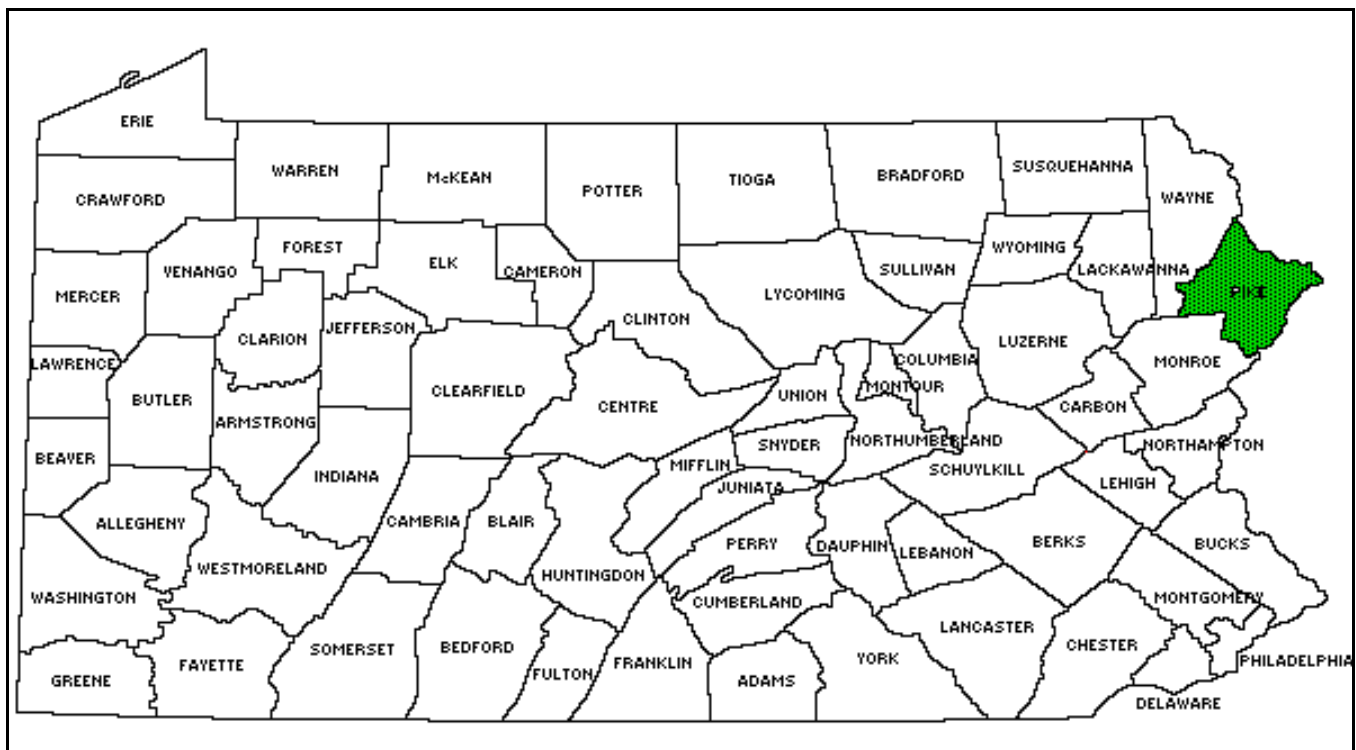 ERIE
WARREN
McKEAN
POTTER
TIOGA
BRADFORD
SUSQUEHANNA
WAYNE
CRAWFORD
FOREST
VENANGO
ELK
CAMERON
SULLIVAN
WYOMING
LACKAWANNA
MERCER
LYCOMING
PIKE
CLARION
JEFFERSON
CLINTON
LUZERNE
LAWRENCE
COLUMBIA
MONROE
BUTLER
CLEARFIELD
CENTRE
UNION
MONTOUR
CARBON
ARMSTRONG
SNYDER
NORTHUMBERLAND
NORTHAMPTON
BEAVER
INDIANA
MIFFLIN
SCHUYLKILL
JUNIATA
LEHIGH
ALLEGHENY
CAMBRIA
BLAIR
PERRY
DAUPHIN
LEBANON
BERKS
BUCKS
WESTMORELAND
HUNTINGDON
WASHINGTON
CUMBERLAND
MONTGOMERY
LANCASTER
SOMERSET
BEDFORD
CHESTER
FAYETTE
FRANKLIN
YORK
PHILADELPHIA
GREENE
FULTON
ADAMS
DELAWARE